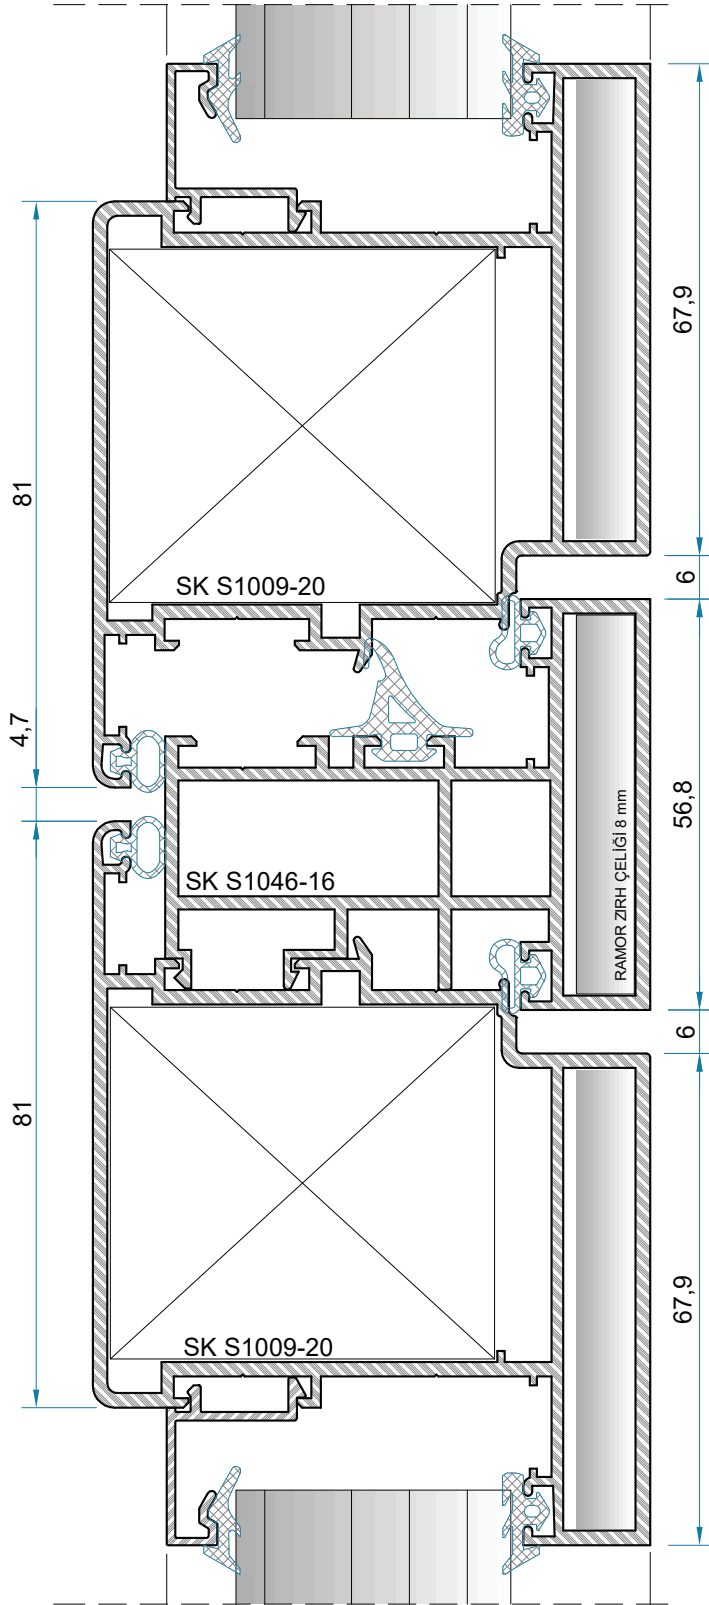 67,9
81
SK S1009-20
6
4,7
56,8
RAMOR ZIRH ÇELİĞİ 8 mm
SK S1046-16
6
81
67,9
SK S1009-20